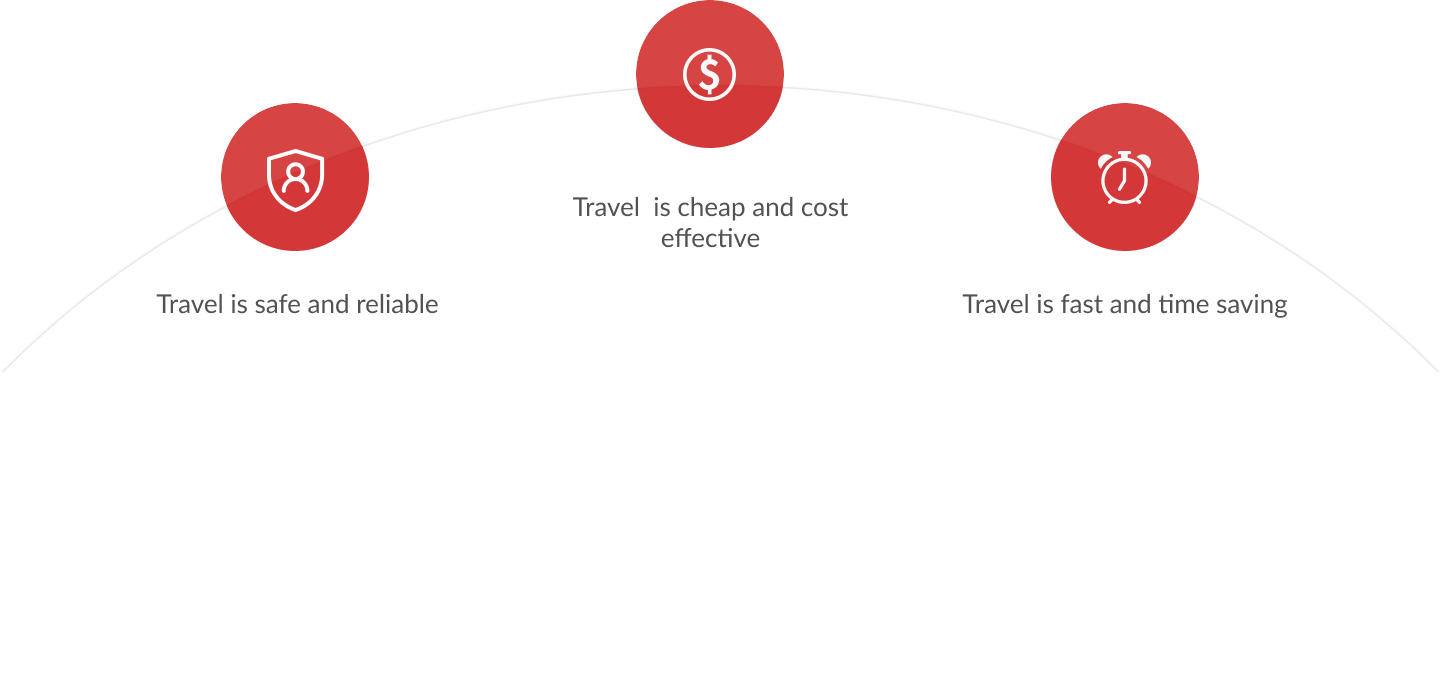 Travel is safe and reliable
Travel  is cheap and cost
effective
Travel is fast and time saving